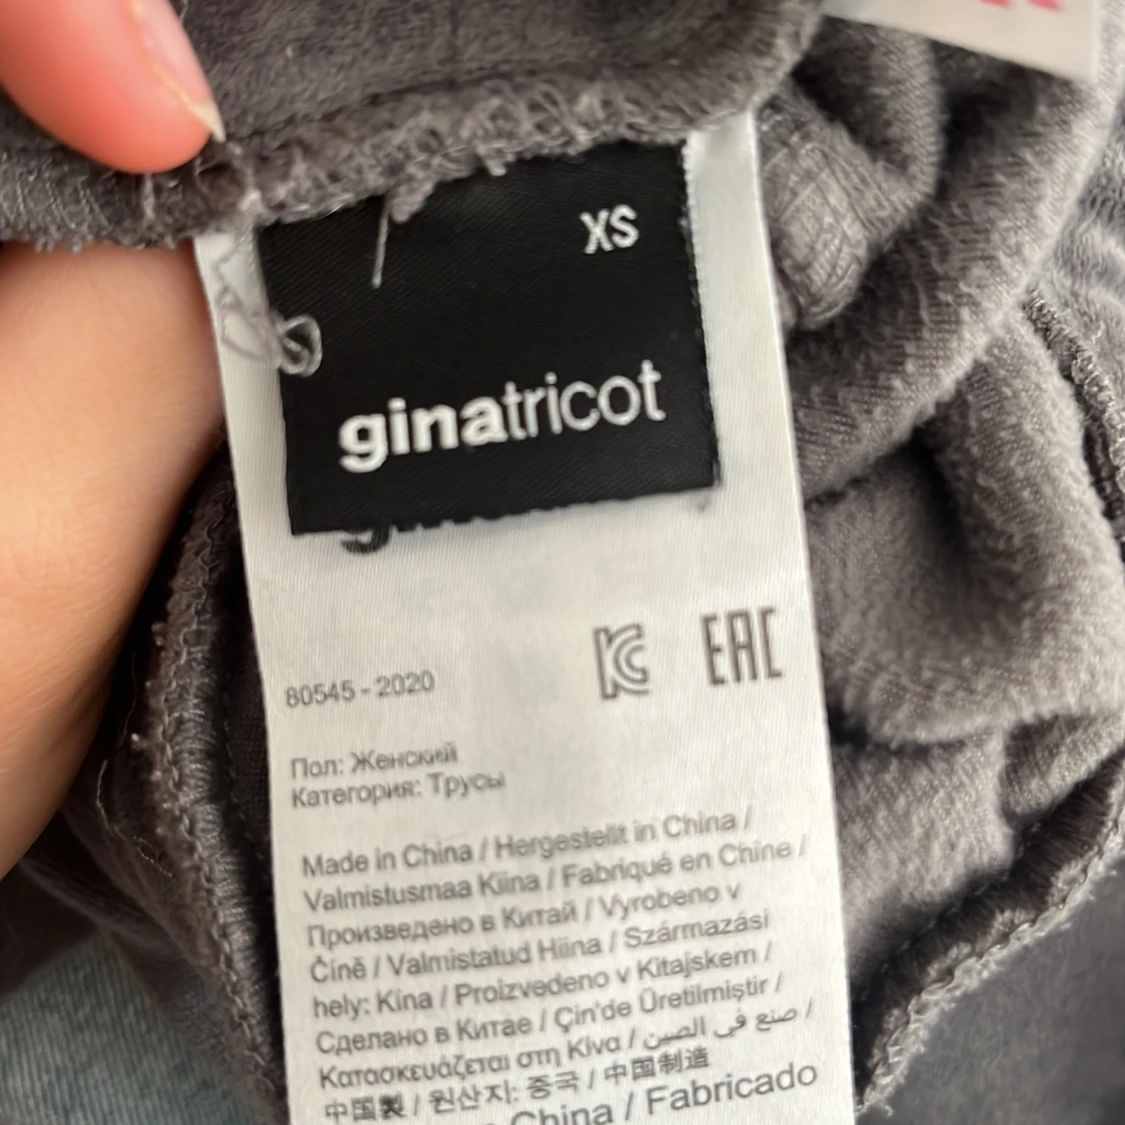 XS
ginatricot
EAC
80545 - 2020
Пол: Женский
Категория: Трусы
Made in China / Hergestellt in China /
Valmistusmaa Kiina / Fabriqué en Chine /
Произведено в Китай / Vyrobeno v
Číně / Valmistatud Hiina / Származási
hely: Kína / Proizvedeno v Kitajskem /
Сделано в Китае / Çin'de Üretilmiştir /
Κατασκευάζεται στη Κίνα / صنع في الصين /
中国製 / 원산지: 중국 / 中国制造
China / Fabricado